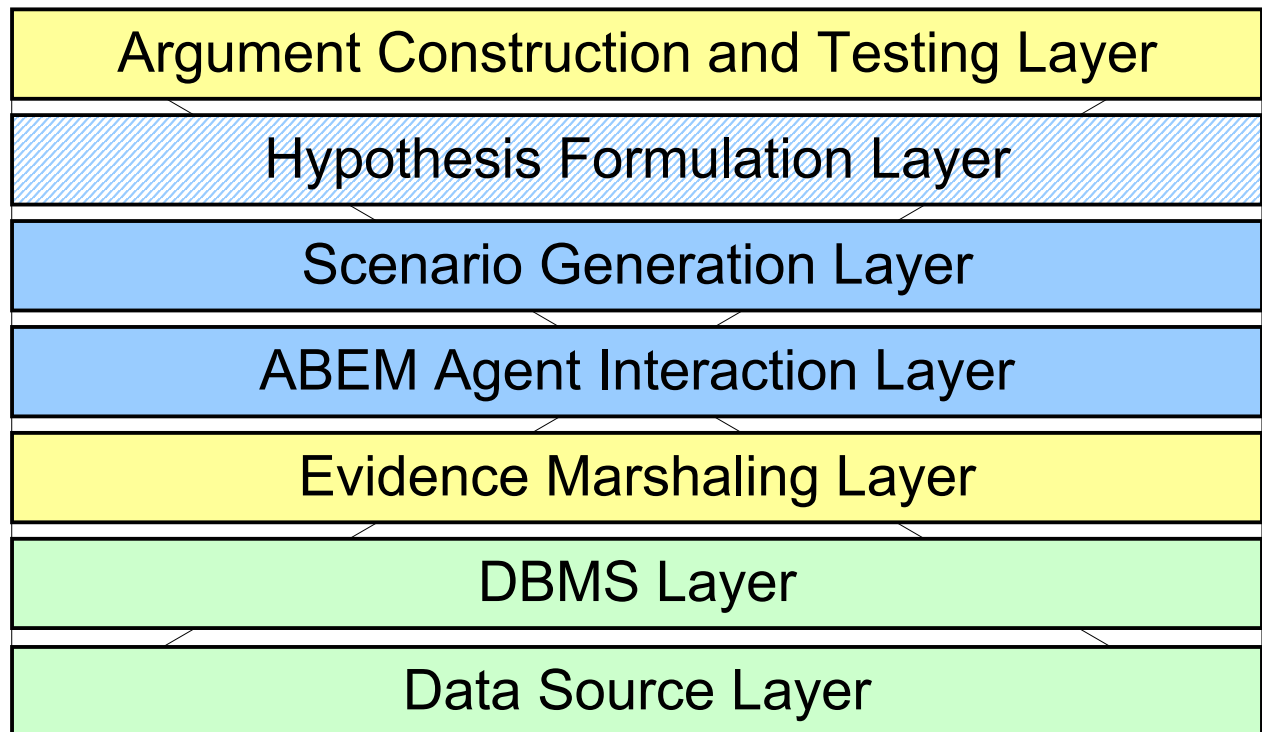 Argument Construction and Testing Layer
Hypothesis Formulation Layer
Scenario Generation Layer
ABEM Agent Interaction Layer
Evidence Marshaling Layer
DBMS Layer
Data Source Layer